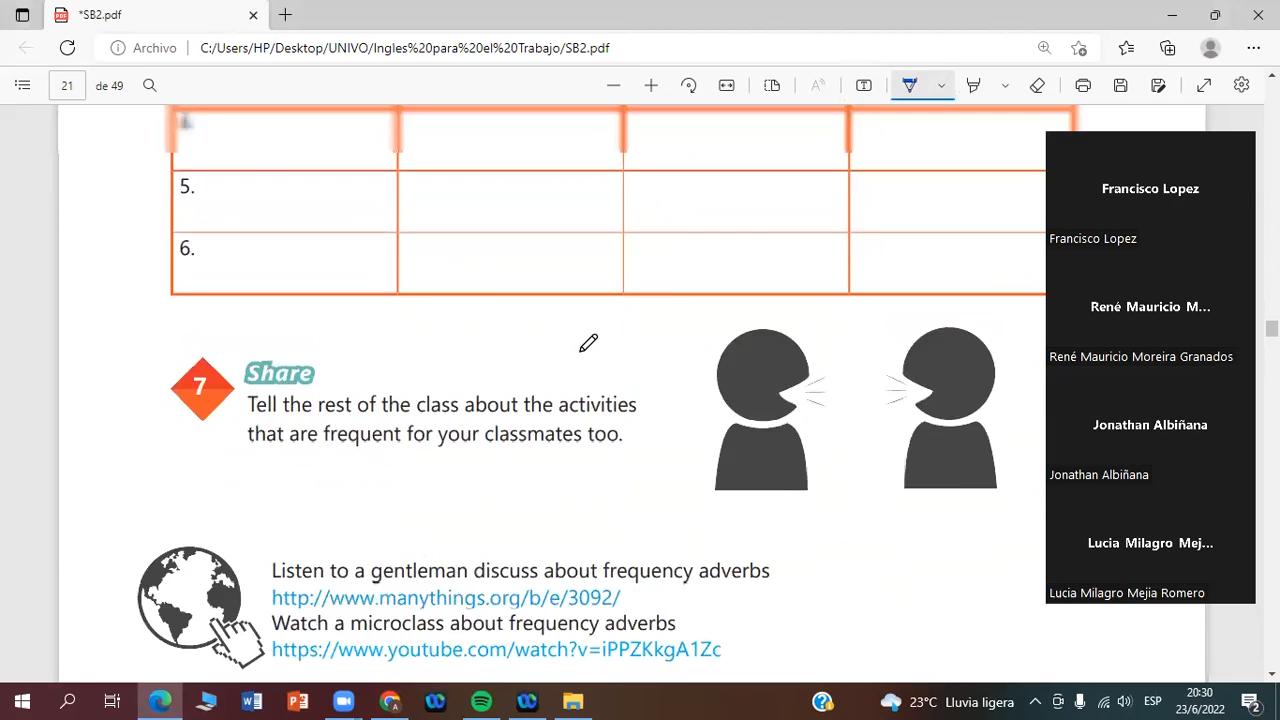 *SB2.pdf
Archivo
C:/Users/HP/Desktop/UNIVO/Ingles%20para%20el%20Trabajo/SB2.pdf
21 de 49
5.
6.
7 Share
Tell the rest of the class about the activities
that are frequent for your classmates too.
Listen to a gentleman discuss about frequency adverbs
http://www.manythings.org/b/e/3092/
Watch a microclass about frequency adverbs
https://www.youtube.com/watch?v=iPPZKkgA1Zc
Francisco Lopez
Francisco Lopez
René Mauricio M...
René Mauricio Moreira Granados
Jonathan Albiñana
Jonathan Albiñana
Lucia Milagro Mej...
Lucia Milagro Mejia Romero
23°C Lluvia ligera
ESP
20:30
23/6/2022
2